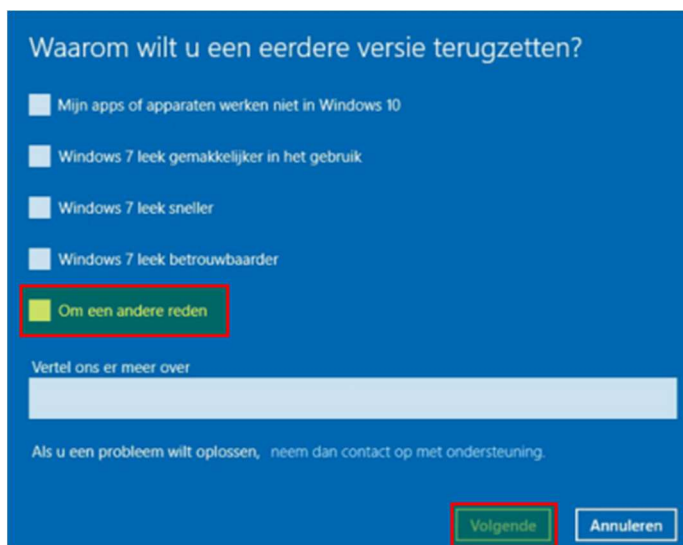 Waarom wilt u een eerdere versie terugzetten?
Mijn apps of apparaten werken niet in Windows 10
Windows 7 leek gemakkelijker in het gebruik
Windows 7 leek sneller
Windows 7 leek betrouwbaarder
Om een andere reden
Vertel ons er meer over
Als u een probleem wilt oplossen, neem dan contact op met ondersteuning.
Volgende Annuleren